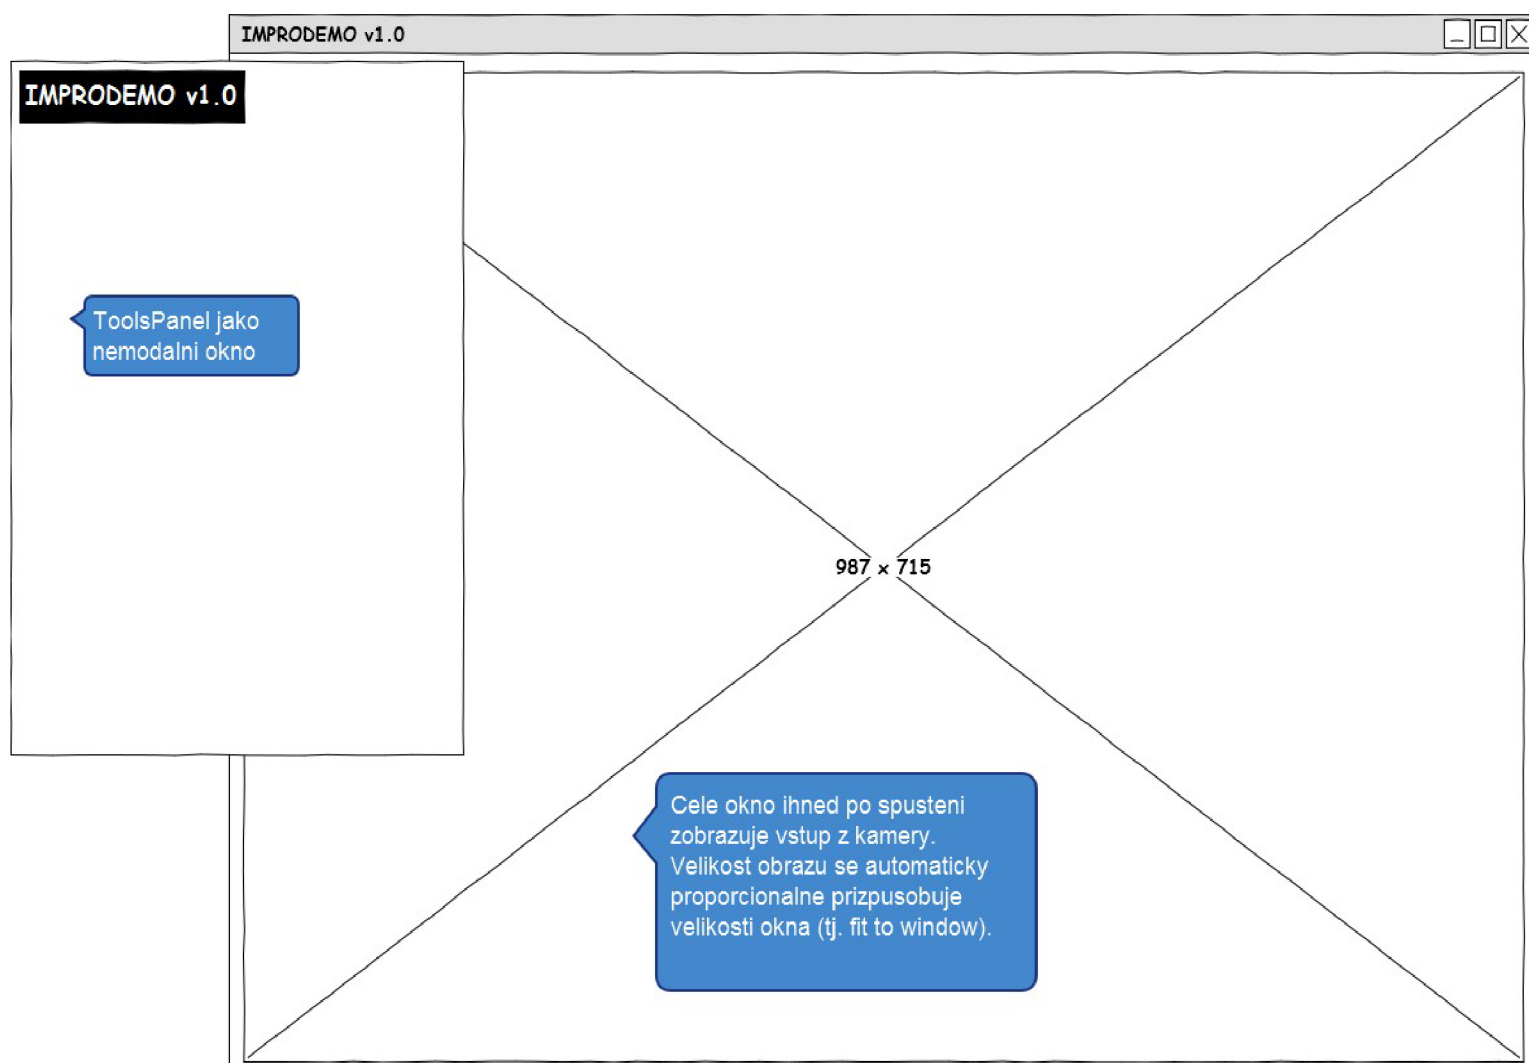 IMPRODEMO v1.0
IMPRODEMO v1.0
ToolsPanel jako
nemodalni okno
987 x 715
Cele okno ihned po spusteni
zobrazuje vstup z kamery.
Velikost obrazu se automaticky
proporcionalne prizpusobuje
velikosti okna (tj. fit to window).